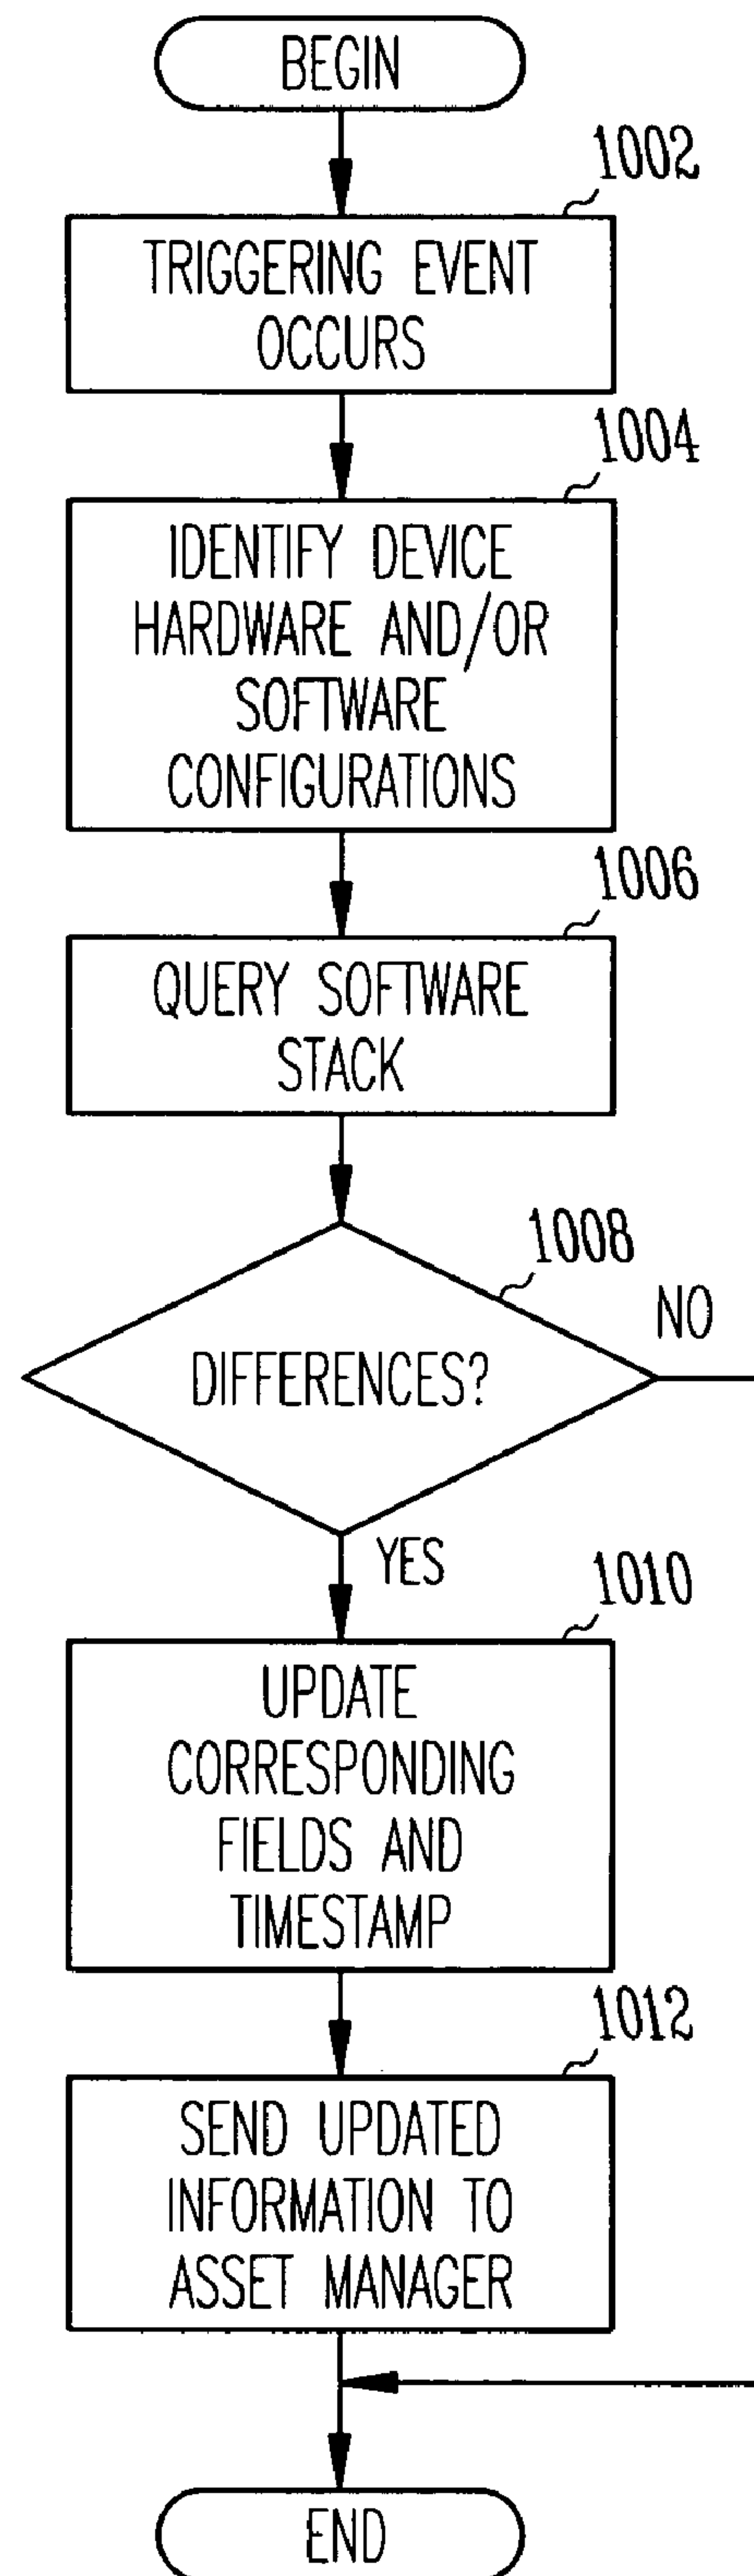 BEGIN
1002
TRIGGERING EVENT
OCCURS
1004
IDENTIFY DEVICE
HARDWARE AND/OR
SOFTWARE
CONFIGURATIONS
1006
QUERY SOFTWARE
STACK
1008
NO
DIFFERENCES?
YES
1010
UPDATE
CORRESPONDING
FIELDS AND
TIMESTAMP
1012
SEND UPDATED
INFORMATION TO
ASSET MANAGER
END